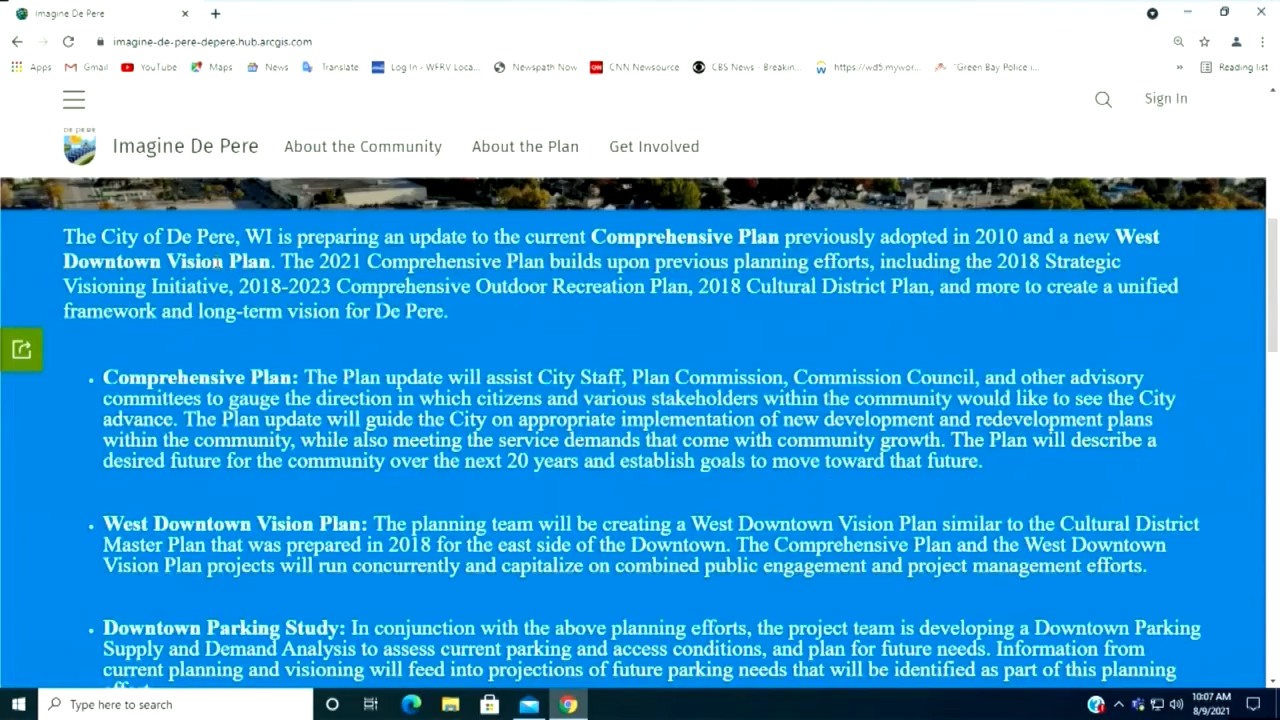 Imagine De Pere
imagine-de-pere-depere.hub.arcgis.com
Apps Gmail YouTube Maps News Translate Log In - WFRV Loca... Newspath Now CNN Newsource CBS News - Breakin... https://wd5.mywor... "Green Bay Police i... » Reading list
Sign In
DE PERE
Imagine De Pere About the Community About the Plan Get Involved
The City of De Pere, WI is preparing an update to the current Comprehensive Plan previously adopted in 2010 and a new West
Downtown Vision Plan. The 2021 Comprehensive Plan builds upon previous planning efforts, including the 2018 Strategic
Visioning Initiative, 2018-2023 Comprehensive Outdoor Recreation Plan, 2018 Cultural District Plan, and more to create a unified
framework and long-term vision for De Pere.
• Comprehensive Plan: The Plan update will assist City Staff, Plan Commission, Commission Council, and other advisory
committees to gauge the direction in which citizens and various stakeholders within the community would like to see the City
advance. The Plan update will guide the City on appropriate implementation of new development and redevelopment plans
within the community, while also meeting the service demands that come with community growth. The Plan will describe a
desired future for the community over the next 20 years and establish goals to move toward that future.
• West Downtown Vision Plan: The planning team will be creating a West Downtown Vision Plan similar to the Cultural District
Master Plan that was prepared in 2018 for the east side of the Downtown. The Comprehensive Plan and the West Downtown
Vision Plan projects will run concurrently and capitalize on combined public engagement and project management efforts.
• Downtown Parking Study: In conjunction with the above planning efforts, the project team is developing a Downtown Parking
Supply and Demand Analysis to assess current parking and access conditions, and plan for future needs. Information from
current planning and visioning will feed into projections of future parking needs that will be identified as part of this planning
Type here to search
10:07 AM
8/9/2021